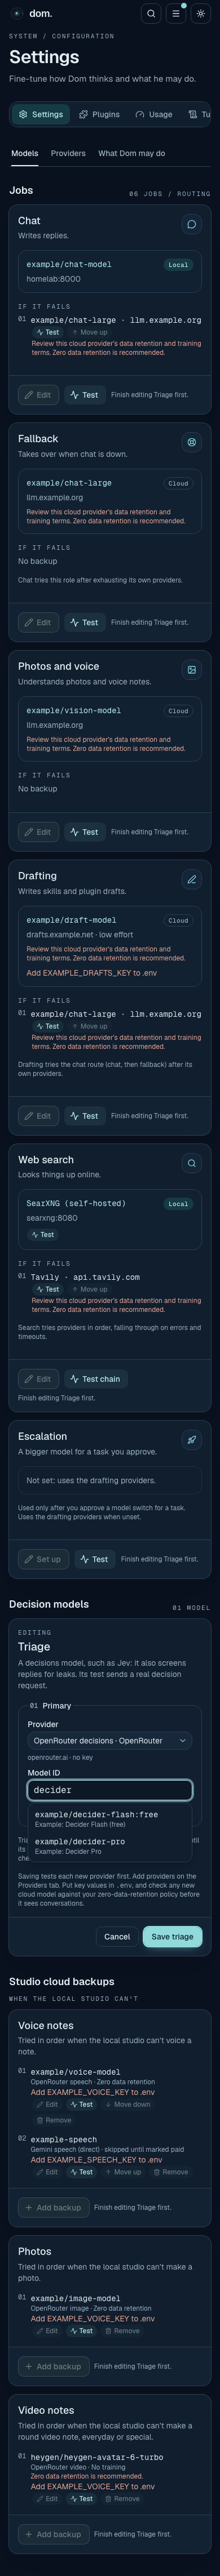 dom.
SYSTEM / CONFIGURATION
Settings
Fine-tune how Dom thinks and what he may do.
Settings
Plugins
Usage
Tu
Models
Providers
What Dom may do
Jobs
06 JOBS / ROUTING
Chat
Writes replies.
example/chat-model
Local
homelab:8000
IF IT FAILS
01 example/chat-large · llm.example.org
Test
Move up
Review this cloud provider's data retention and training
terms. Zero data retention is recommended.
Edit
Test
Finish editing Triage first.
Fallback
Takes over when chat is down.
example/chat-large
Cloud
llm.example.org
Review this cloud provider's data retention and
training terms. Zero data retention is recommended.
IF IT FAILS
No backup
Chat tries this role after exhausting its own providers.
Edit
Test
Finish editing Triage first.
Photos and voice
Understands photos and voice notes.
example/vision-model
Cloud
llm.example.org
Review this cloud provider's data retention and
training terms. Zero data retention is recommended.
IF IT FAILS
No backup
Edit
Test
Finish editing Triage first.
Drafting
Writes skills and plugin drafts.
example/draft-model
Cloud
drafts.example.net · low effort
Review this cloud provider's data retention and
training terms. Zero data retention is recommended.
Add EXAMPLE_DRAFTS_KEY to .env
IF IT FAILS
01 example/chat-large · llm.example.org
Test
Move up
Review this cloud provider's data retention and training
terms. Zero data retention is recommended.
Drafting tries the chat route (chat, then fallback) after its
own providers.
Edit
Test
Finish editing Triage first.
Web search
Looks things up online.
SearXNG (self-hosted)
Local
searxng:8080
Test
IF IT FAILS
01 Tavily · api.tavily.com
Test
Move up
Review this cloud provider's data retention and training
terms. Zero data retention is recommended.
Search tries providers in order, falling through on errors and
timeouts.
Edit
Test chain
Finish editing Triage first.
Escalation
A bigger model for a task you approve.
Not set: uses the drafting providers.
Used only after you approve a model switch for a task.
Uses the drafting providers when unset.
Set up
Test
Finish editing Triage first.
Decision models
01 MODEL
EDITING
Triage
A decisions model, such as Jev: it also screens
replies for leaks. Its test sends a real decision
request.
01 Primary
Provider
OpenRouter decisions · OpenRouter
openrouter.ai · no key
Model ID
decider
example/decider-flash:free
Example: Decider Flash (free)
example/decider-pro
Example: Decider Pro
Saving tests each new provider first. Add providers on the
Providers tab. Put key values in .env, and check any new
cloud model against your zero-data-retention policy before
it sees conversations.
Cancel
Save triage
Studio cloud backups
WHEN THE LOCAL STUDIO CAN'T
Voice notes
Tried in order when the local studio can't voice a
note.
01 example/voice-model
OpenRouter speech · Zero data retention
Add EXAMPLE_VOICE_KEY to .env
Edit
Test
Move down
Remove
02 example-speech
Gemini speech (direct) · skipped until marked paid
Add EXAMPLE_SPEECH_KEY to .env
Edit
Test
Move up
Remove
Add backup
Finish editing Triage first.
Photos
Tried in order when the local studio can't make a
photo.
01 example/image-model
OpenRouter image · Zero data retention
Add EXAMPLE_VOICE_KEY to .env
Edit
Test
Remove
Add backup
Finish editing Triage first.
Video notes
Tried in order when the local studio can't make a
round video note, everyday or special.
01 heygen/heygen-avatar-6-turbo
OpenRouter video · No training
Zero data retention is recommended.
Add EXAMPLE_VOICE_KEY to .env
Edit
Test
Remove
Add backup
Finish editing Triage first.